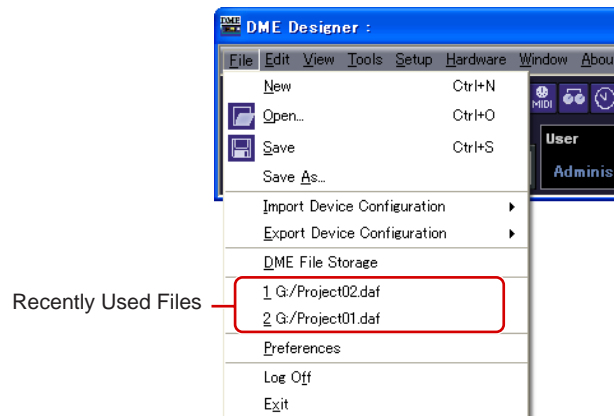 DME Designer :
File Edit View Tools Setup Hardware Window Abou
New Ctrl+N
Open... Ctrl+O
Save Ctrl+S
Save As...
Import Device Configuration
Export Device Configuration
DME File Storage
1 G:/Project02.daf
2 G:/Project01.daf
Preferences
Log Off
Exit
MIDI
User
Adminis
Recently Used Files